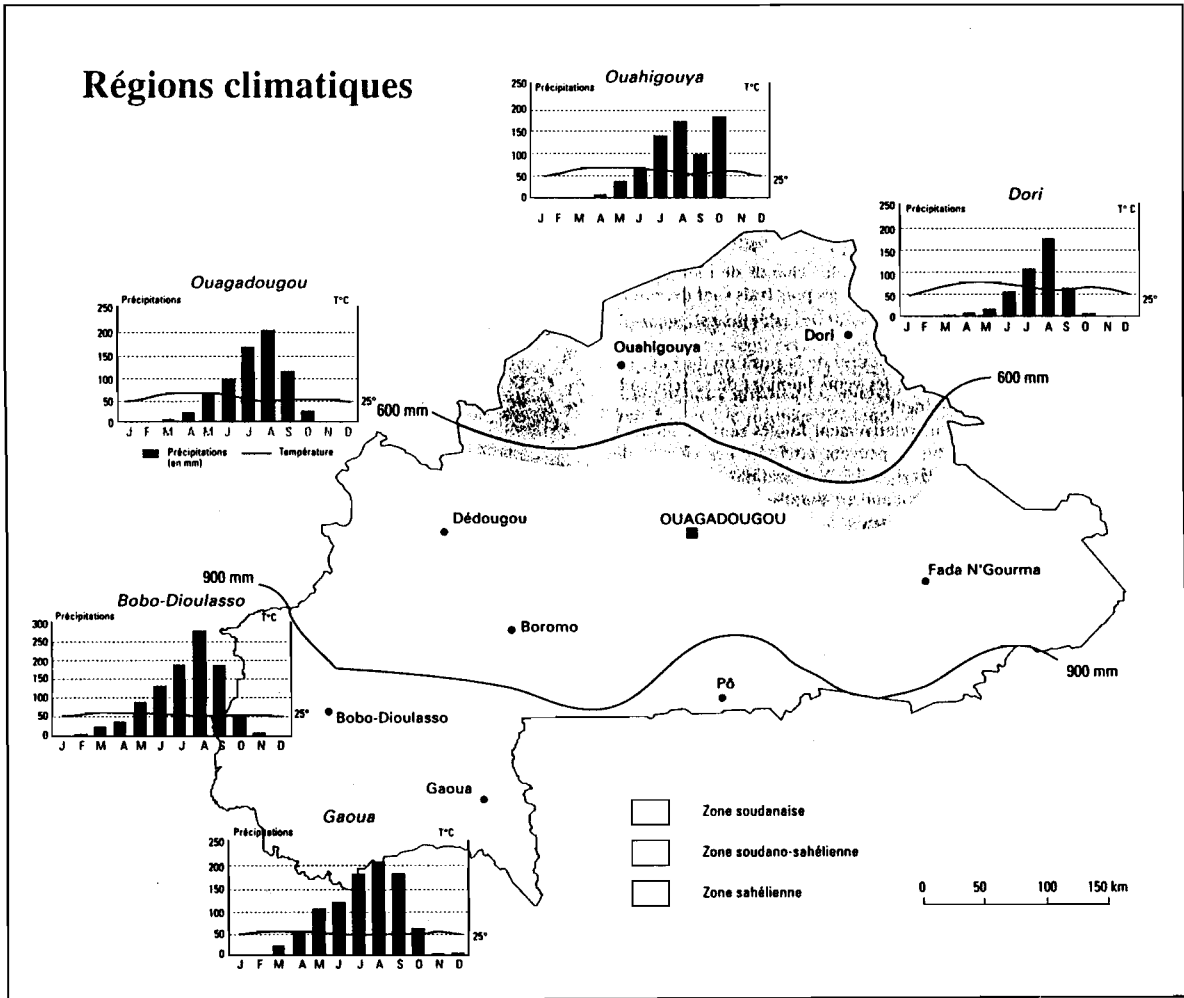 Régions climatiques
Ouahigouya
250 Précipitations T°C
200
150
100
50 25°
0
J F M A M J J A S O N D
Dori
250 Précipitations T° C
200
150
100
50 25°
0
J F M A M J J A S O N D
Ouagadougou
Précipitations T°C
250
200
150
100
50 25°
0
J F M A M J J A S O N D
Précipitations (en mm) Température
Ouahigouya
Dori
600 mm
600 mm
Dédougou
OUAGADOUGOU
Fada N'Gourma
900 mm
Bobo-Dioulasso
Précipitations T°C
300
250
200
150
100
50 25°
0
J F M A M J J A S O N D
Boromo
900 mm
Pô
Bobo-Dioulasso
Gaoua
Gaoua
Précipitations T°C
250
200
150
100
50 25°
0
J F M A M J J A S O N D
Zone soudanaise
Zone soudano-sahélienne
Zone sahélienne
0 50 100 150 km